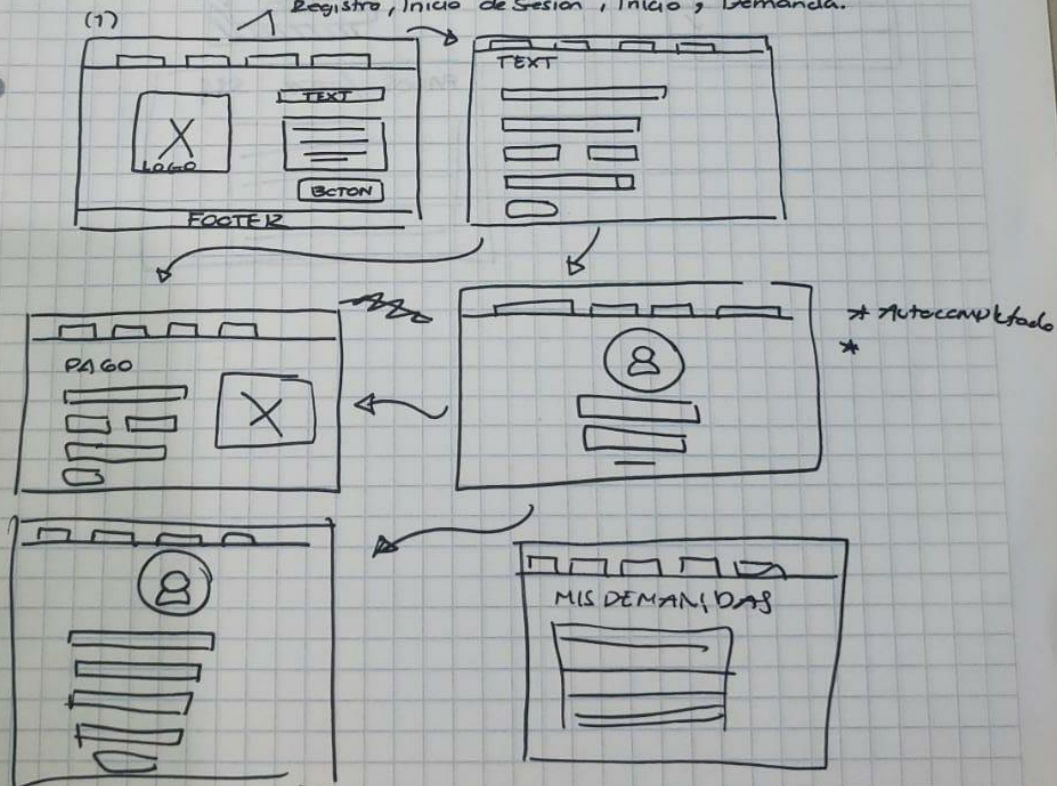 Registro, Inicio de Sesion, Inicio, Demanda.
(1)
TEXT
LOGO
BOTON
FOOTER
TEXT
PAGO
* Autocompletado
*
MIS DEMANDAS